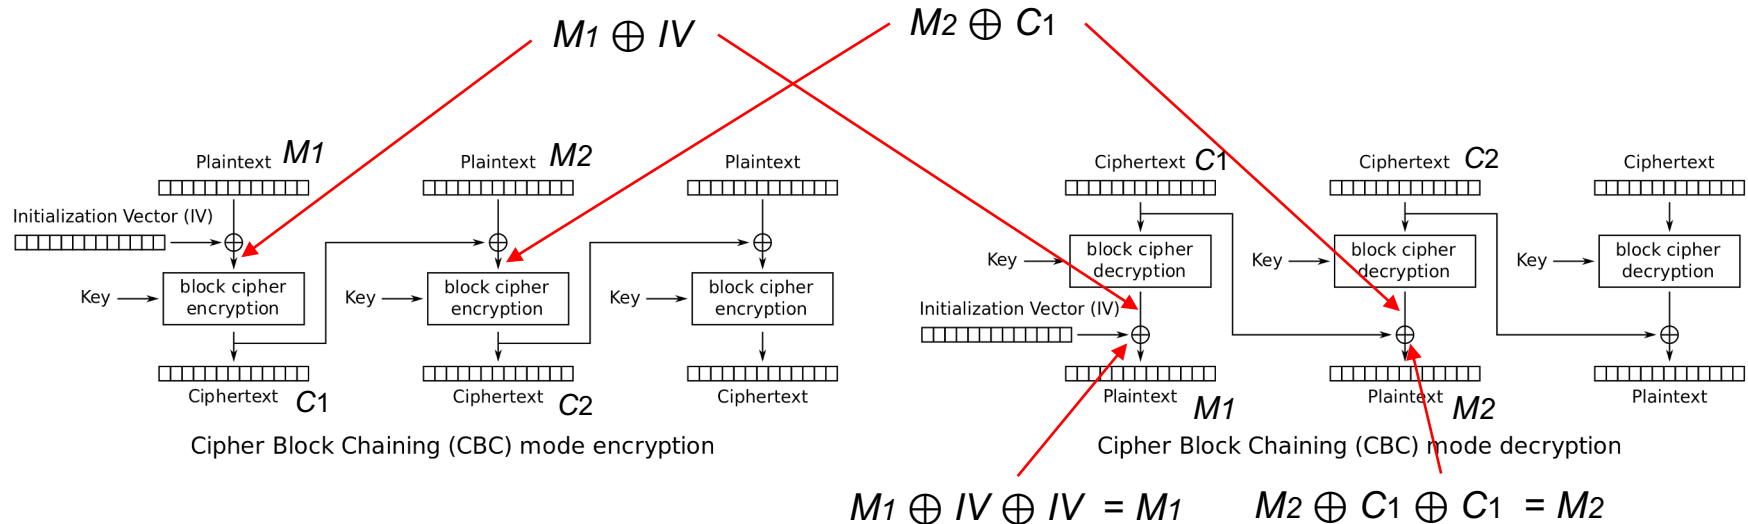 M1 ⊕ IV
M2 ⊕ C1
Plaintext M1
Plaintext M2
Plaintext
Initialization Vector (IV)
Key
block cipher encryption
Key
block cipher encryption
Key
block cipher encryption
Ciphertext C1
Ciphertext C2
Ciphertext
Cipher Block Chaining (CBC) mode encryption
Ciphertext C1
Ciphertext C2
Ciphertext
Key
block cipher decryption
Key
block cipher decryption
Key
block cipher decryption
Initialization Vector (IV)
Plaintext M1
Plaintext M2
Plaintext
Cipher Block Chaining (CBC) mode decryption
M1 ⊕ IV ⊕ IV = M1
M2 ⊕ C1 ⊕ C1 = M2